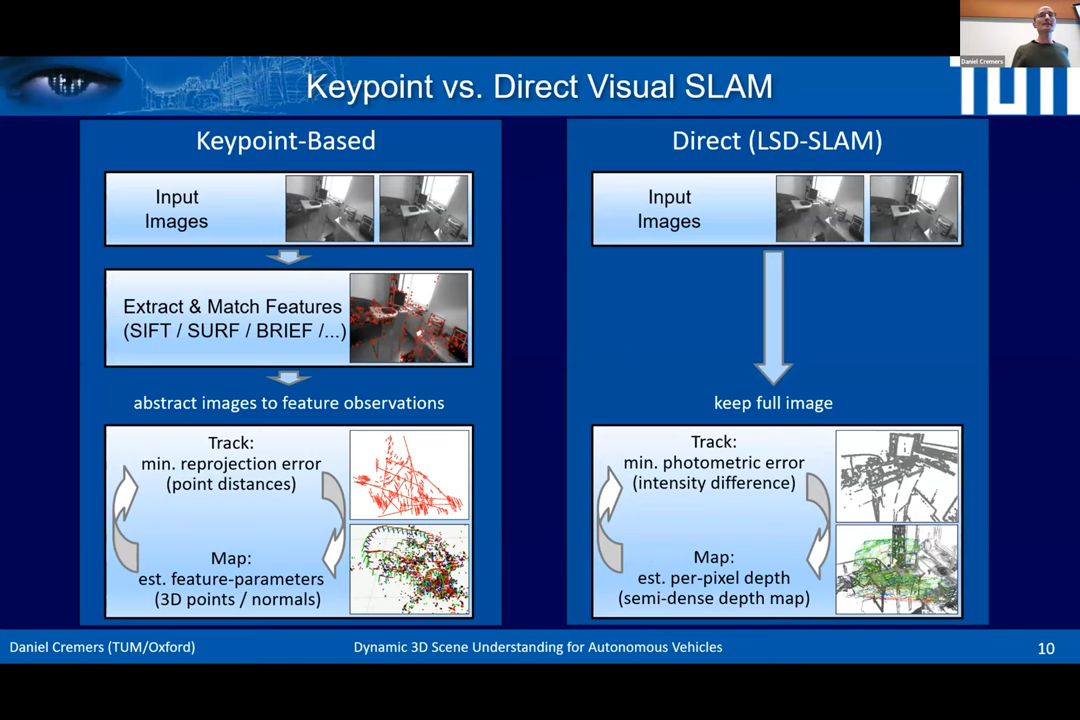 Daniel Cremers
TUM
Keypoint vs. Direct Visual SLAM
Keypoint-Based
Input
Images
Extract & Match Features
(SIFT / SURF / BRIEF /...)
abstract images to feature observations
Track:
min. reprojection error
(point distances)
Map:
est. feature-parameters
(3D points / normals)
Direct (LSD-SLAM)
Input
Images
keep full image
Track:
min. photometric error
(intensity difference)
Map:
est. per-pixel depth
(semi-dense depth map)
Daniel Cremers (TUM/Oxford)
Dynamic 3D Scene Understanding for Autonomous Vehicles
10